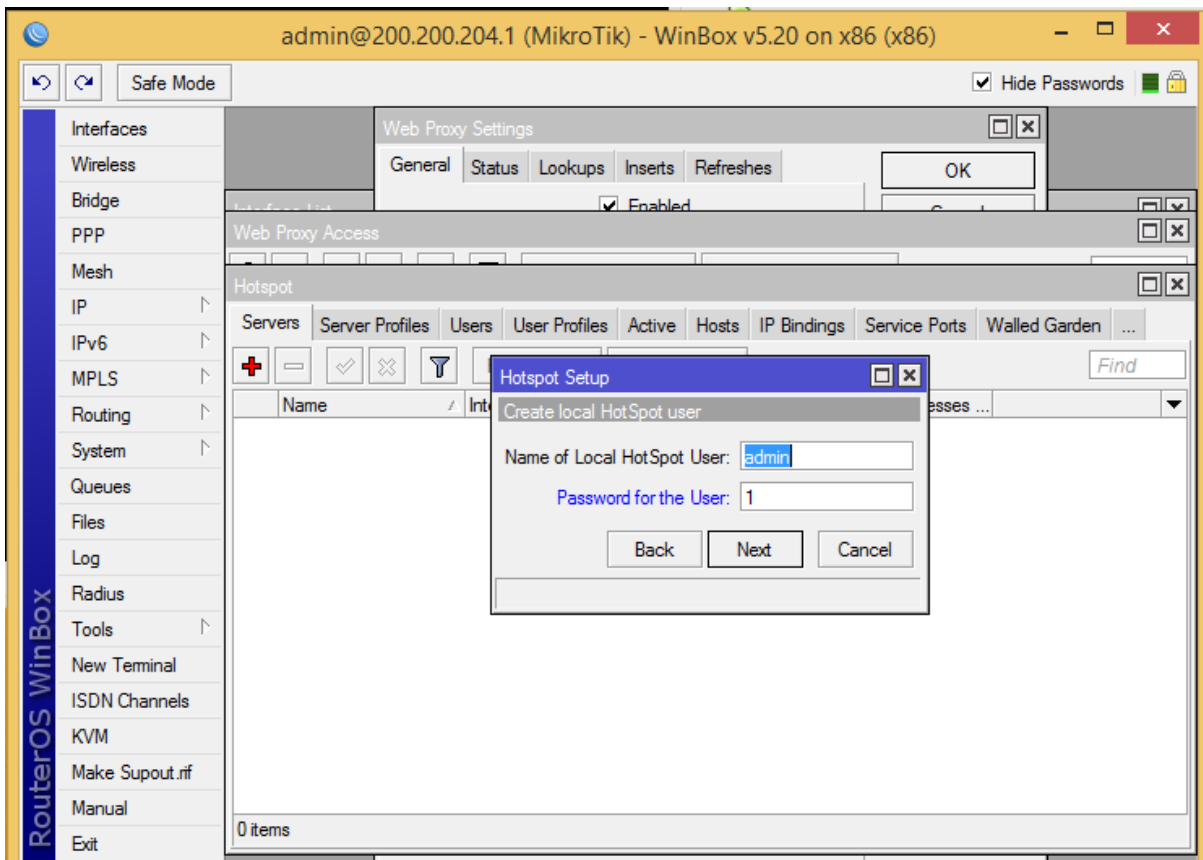 admin@200.200.204.1 (MikroTik) - WinBox v5.20 on x86 (x86)
Safe Mode
Hide Passwords
RouterOS WinBox
Interfaces
Wireless
Bridge
PPP
Mesh
IP
IPv6
MPLS
Routing
System
Queues
Files
Log
Radius
Tools
New Terminal
ISDN Channels
KVM
Make Supout.rif
Manual
Exit
Web Proxy Settings
General Status Lookups Inserts Refreshes
OK
Enabled
Interface List
Web Proxy Access
Hotspot
Servers Server Profiles Users User Profiles Active Hosts IP Bindings Service Ports Walled Garden ...
Find
Name
Hotspot Setup
Create local HotSpot user
Name of Local HotSpot User: admin
Password for the User: 1
Back Next Cancel
0 items